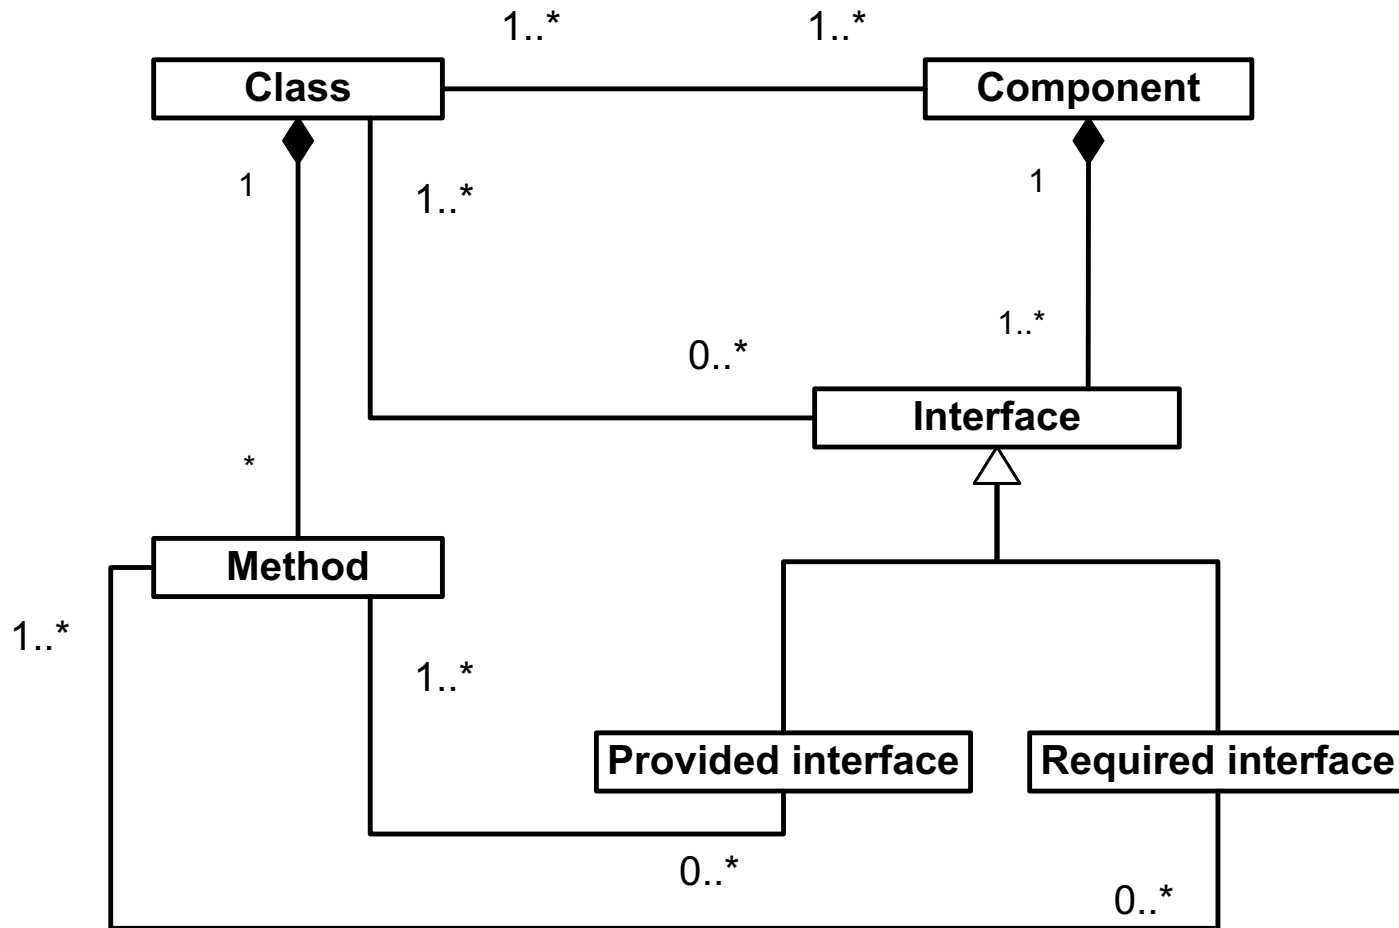 1..* 1..*
Class Component
1 1..* 1
1..*
0..*
Interface
*
Method
1..*
1..*
Provided interface Required interface
0..*
0..*